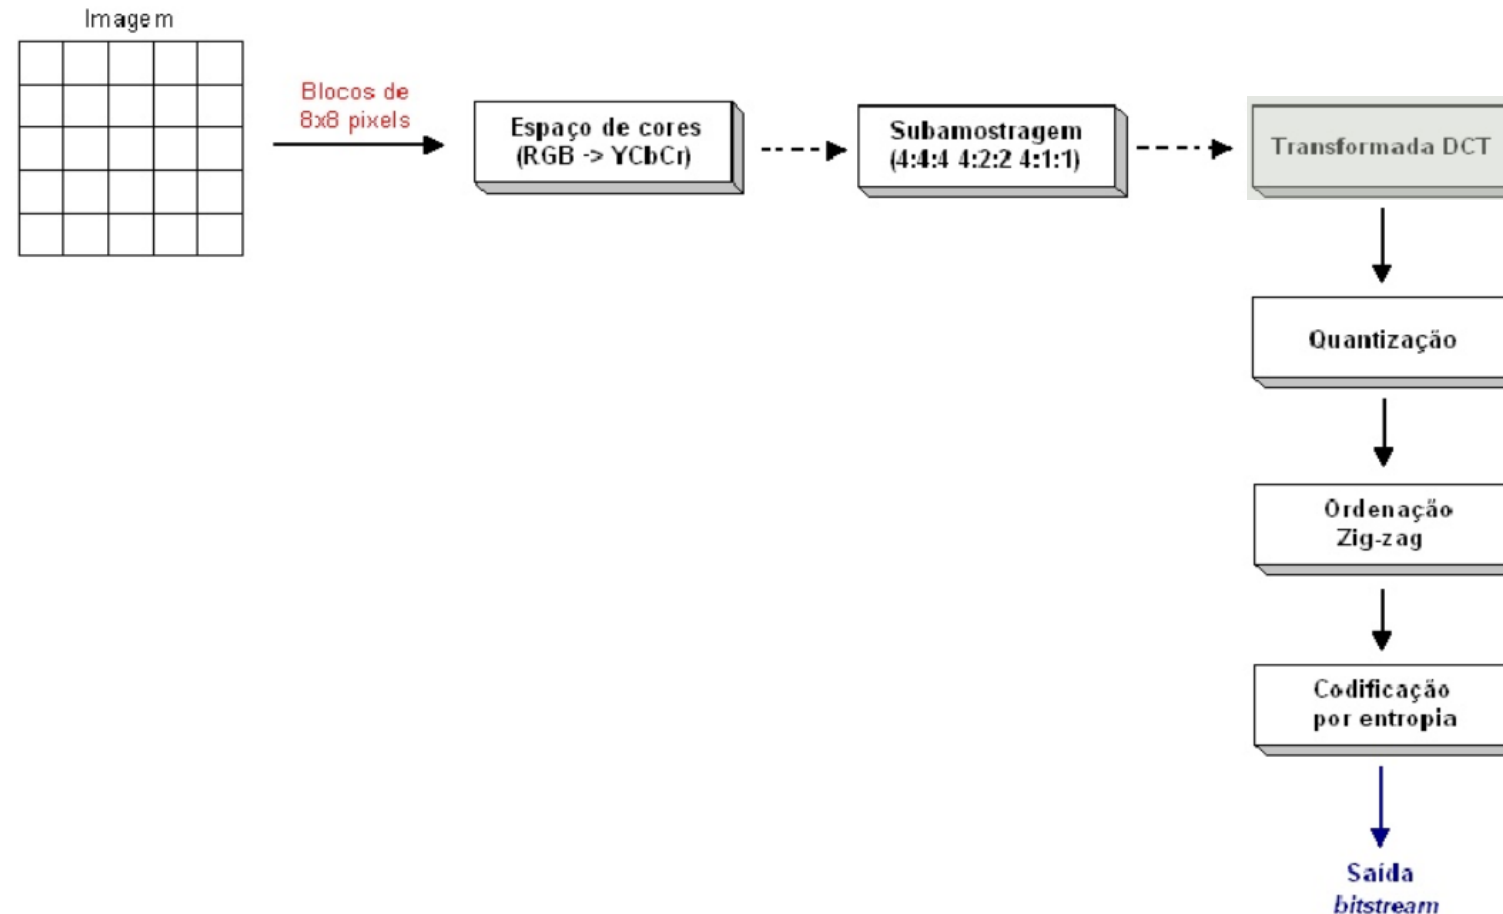 Imagem
Blocos de
8x8 pixels
Espaço de cores
(RGB -> YCbCr)
Subamostragem
(4:4:4 4:2:2 4:1:1)
Transformada DCT
Quantização
Ordenação
Zig-zag
Codificação
por entropia
Saída
bitstream